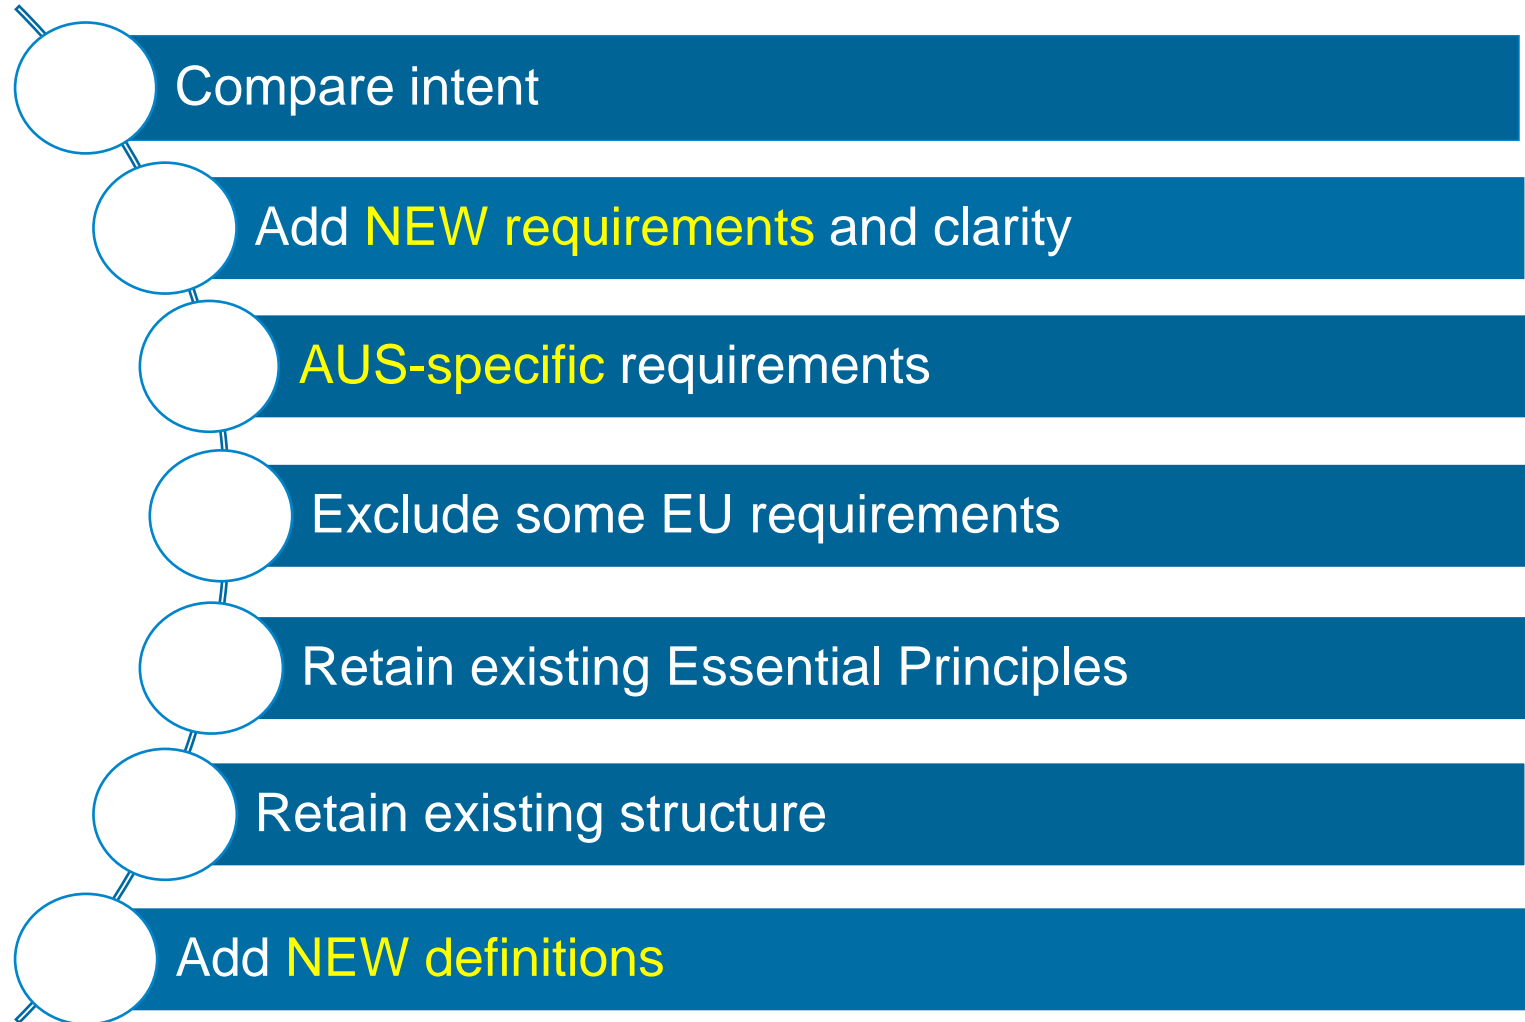 Compare intent
Add NEW requirements and clarity
AUS-specific requirements
Exclude some EU requirements
Retain existing Essential Principles
Retain existing structure
Add NEW definitions